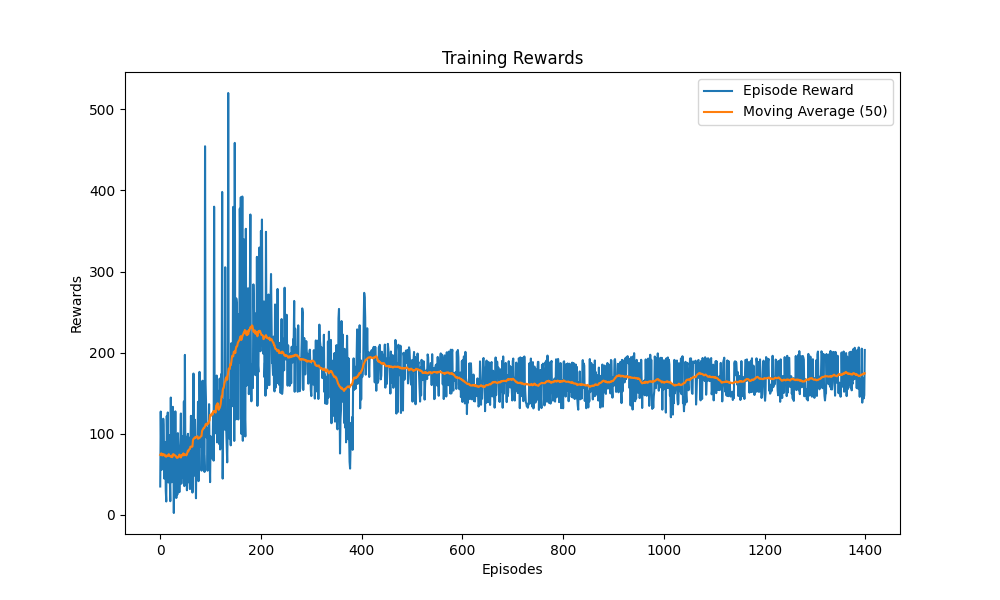 Training Rewards
Episode Reward
Moving Average (50)
500
400
300
200
100
0
Rewards
0 200 400 600 800 1000 1200 1400
Episodes